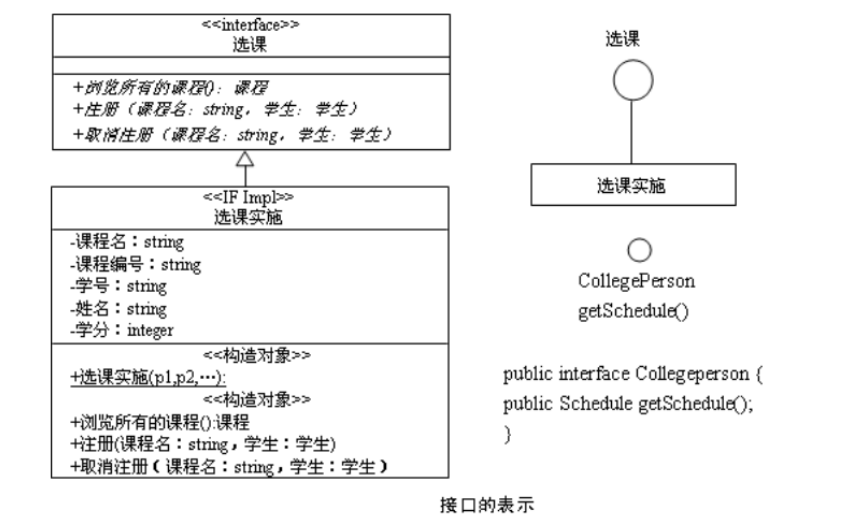 <<interface>>
选课
+浏览所有的课程()：课程
+注册（课程名：string，学生：学生）
+取消注册（课程名：string，学生：学生）
<<IF Impl>>
选课实施
-课程名：string
-课程编号：string
-学号：string
-姓名：string
-学分：integer
<<构造对象>>
+选课实施(p1,p2,…):
<<构造对象>>
+浏览所有的课程():课程
+注册(课程名：string，学生：学生)
+取消注册（课程名：string，学生：学生）
选课
选课实施
CollegePerson
getSchedule()
public interface Collegeperson {
public Schedule getSchedule();
}
接口的表示